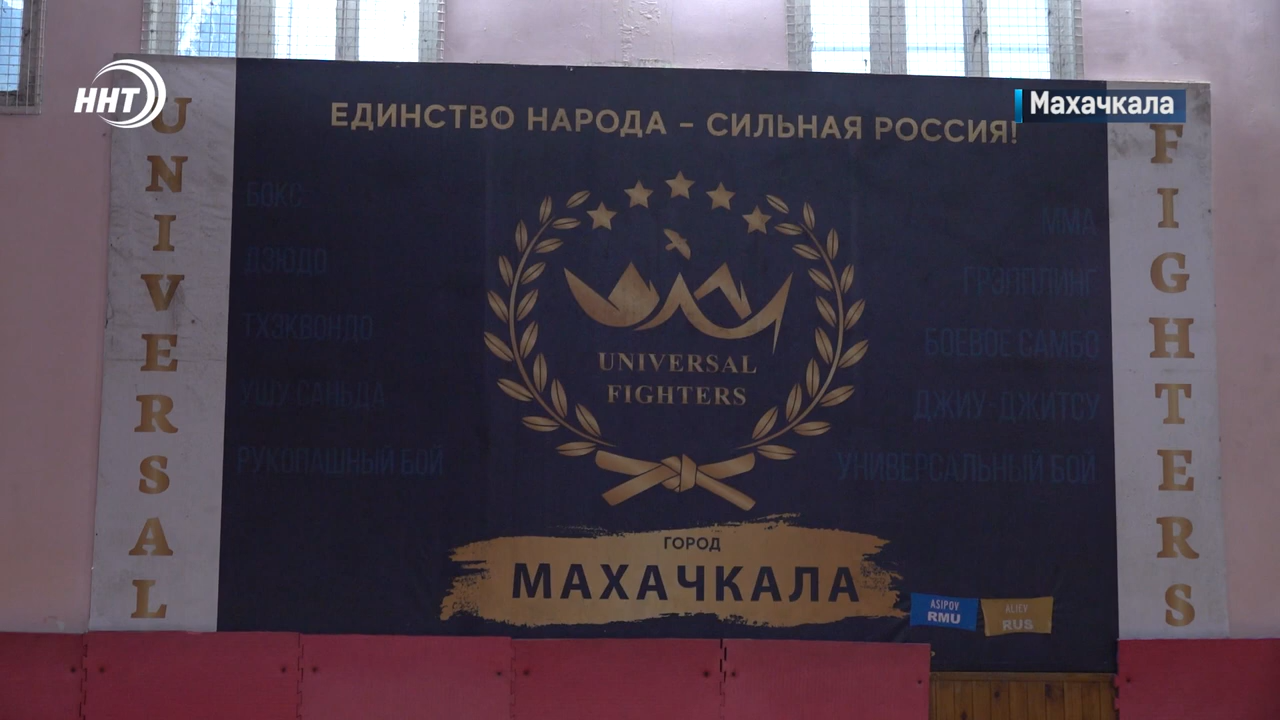 ННТ
Махачкала
ЕДИНСТВО НАРОДА – СИЛЬНАЯ РОССИЯ!
UNIVERSAL
FIGHTERS
БОКС
ДЗЮДО
ТХЭКВОНДО
УШУ САНЬДА
РУКОПАШНЫЙ БОЙ
UNIVERSAL
FIGHTERS
ММА
ГРЭППЛИНГ
БОЕВОЕ САМБО
ДЖИУ-ДЖИТСУ
УНИВЕРСАЛЬНЫЙ БОЙ
ГОРОД
МАХАЧКАЛА
ASIPOV
RMU
ALIEV
RUS